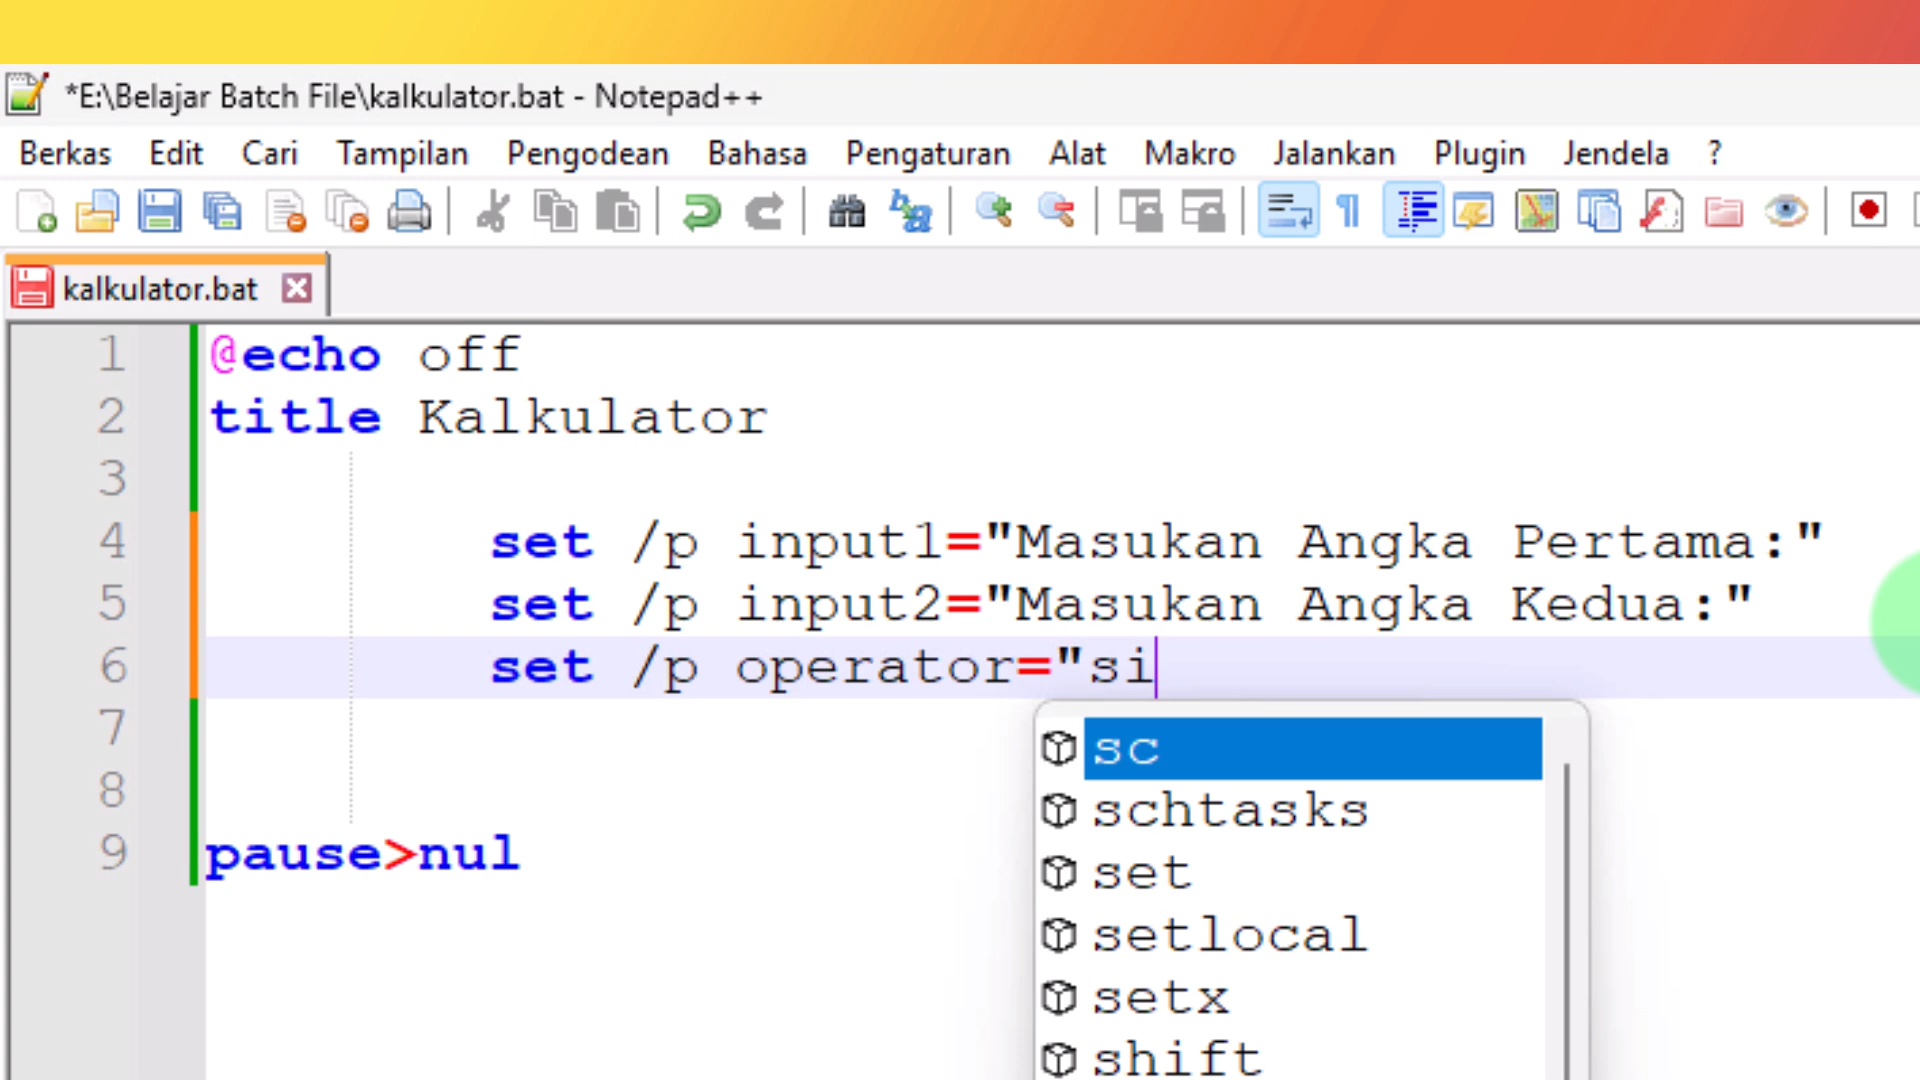 *E:\Belajar Batch File\kalkulator.bat - Notepad++
Berkas Edit Cari Tampilan Pengodean Bahasa Pengaturan Alat Makro Jalankan Plugin Jendela ?
kalkulator.bat
1 @echo off
2 title Kalkulator
3
4 set /p input1="Masukan Angka Pertama:"
5 set /p input2="Masukan Angka Kedua:"
6 set /p operator="si
7
8
9 pause>nul
sc
schtasks
set
setlocal
setx
shift